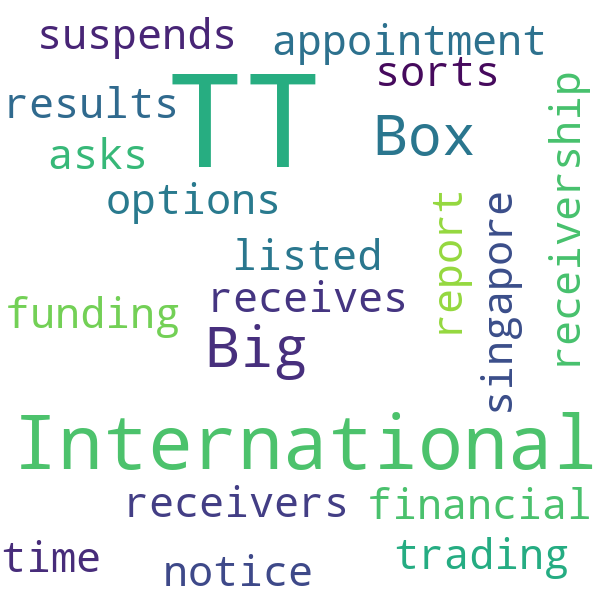 suspends
appointment
sorts
TT
results
Box
asks
options
receivership
report
singapore
listed
receives
funding
Big
International
receivers
financial
time
notice
trading